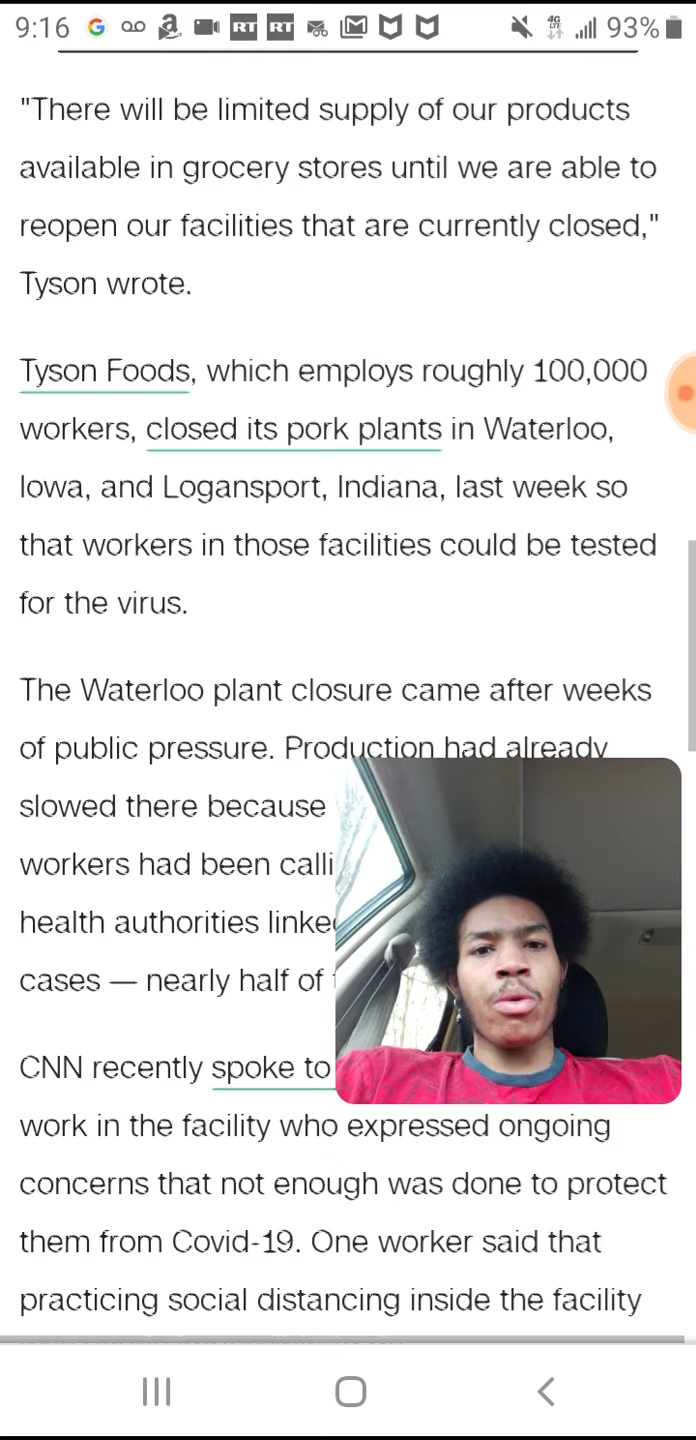 9:16 RT RT 4G LTE 93%
"There will be limited supply of our products
available in grocery stores until we are able to
reopen our facilities that are currently closed,"
Tyson wrote.
Tyson Foods, which employs roughly 100,000
workers, closed its pork plants in Waterloo,
Iowa, and Logansport, Indiana, last week so
that workers in those facilities could be tested
for the virus.
The Waterloo plant closure came after weeks
of public pressure. Production had already
slowed there because
workers had been calli
health authorities linke
cases — nearly half of
CNN recently spoke to
work in the facility who expressed ongoing
concerns that not enough was done to protect
them from Covid-19. One worker said that
practicing social distancing inside the facility